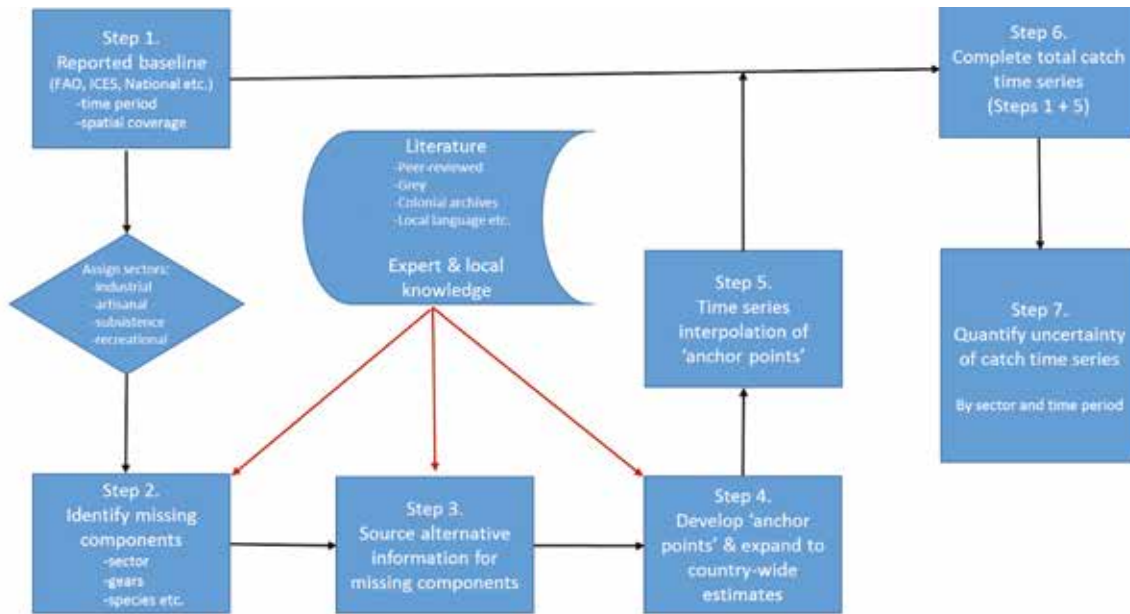 Step 1.
Reported baseline
(FAO, ICES, National etc.)
-time period
-spatial coverage
Assign sectors:
-industrial
-artisanal
-subsistence
-recreational
Step 2.
Identify missing
components
-sector
-gears
-species etc.
Literature
-Peer-reviewed
-Grey
-Colonial archives
-Local language etc.
Expert & local
knowledge
Step 3.
Source alternative
information for
missing components
Step 4.
Develop ‘anchor
points’ & expand to
country-wide
estimates
Step 5.
Time series
interpolation of
‘anchor points’
Step 6.
Complete total catch
time series
(Steps 1 + 5)
Step 7.
Quantify uncertainty
of catch time series
By sector and time period